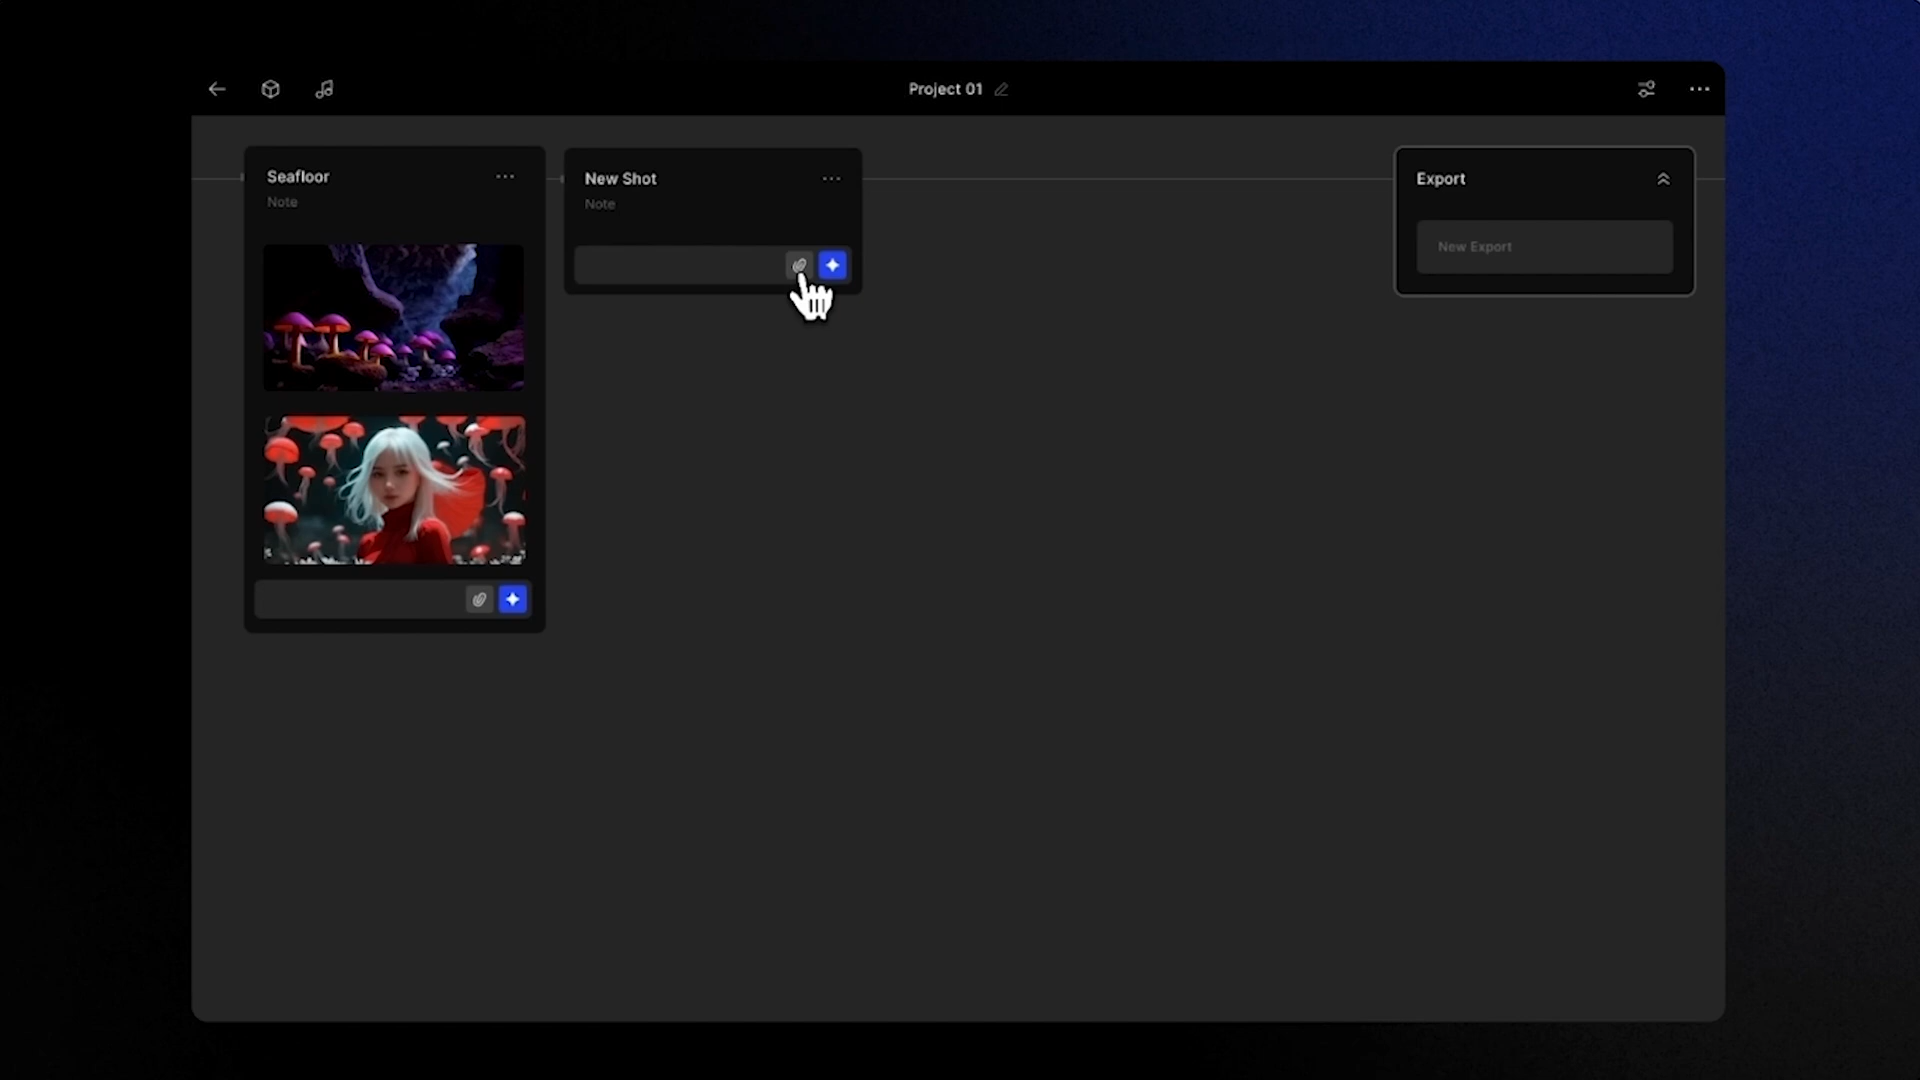 Project 01
Seafloor
Note
New Shot
Note
Export
New Export